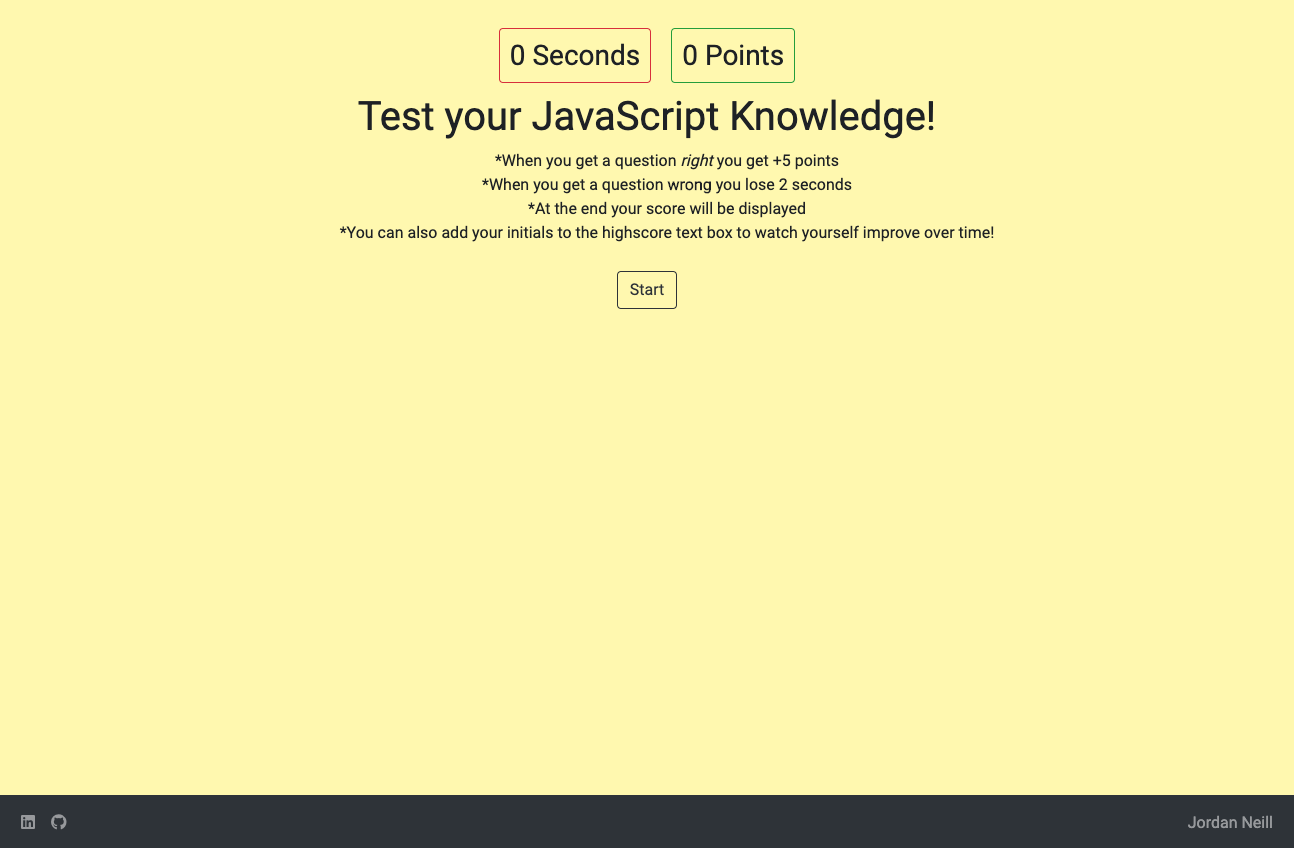 0 Seconds 0 Points
Test your JavaScript Knowledge!
*When you get a question right you get +5 points
*When you get a question wrong you lose 2 seconds
*At the end your score will be displayed
*You can also add your initials to the highscore text box to watch yourself improve over time!
Start
Jordan Neill